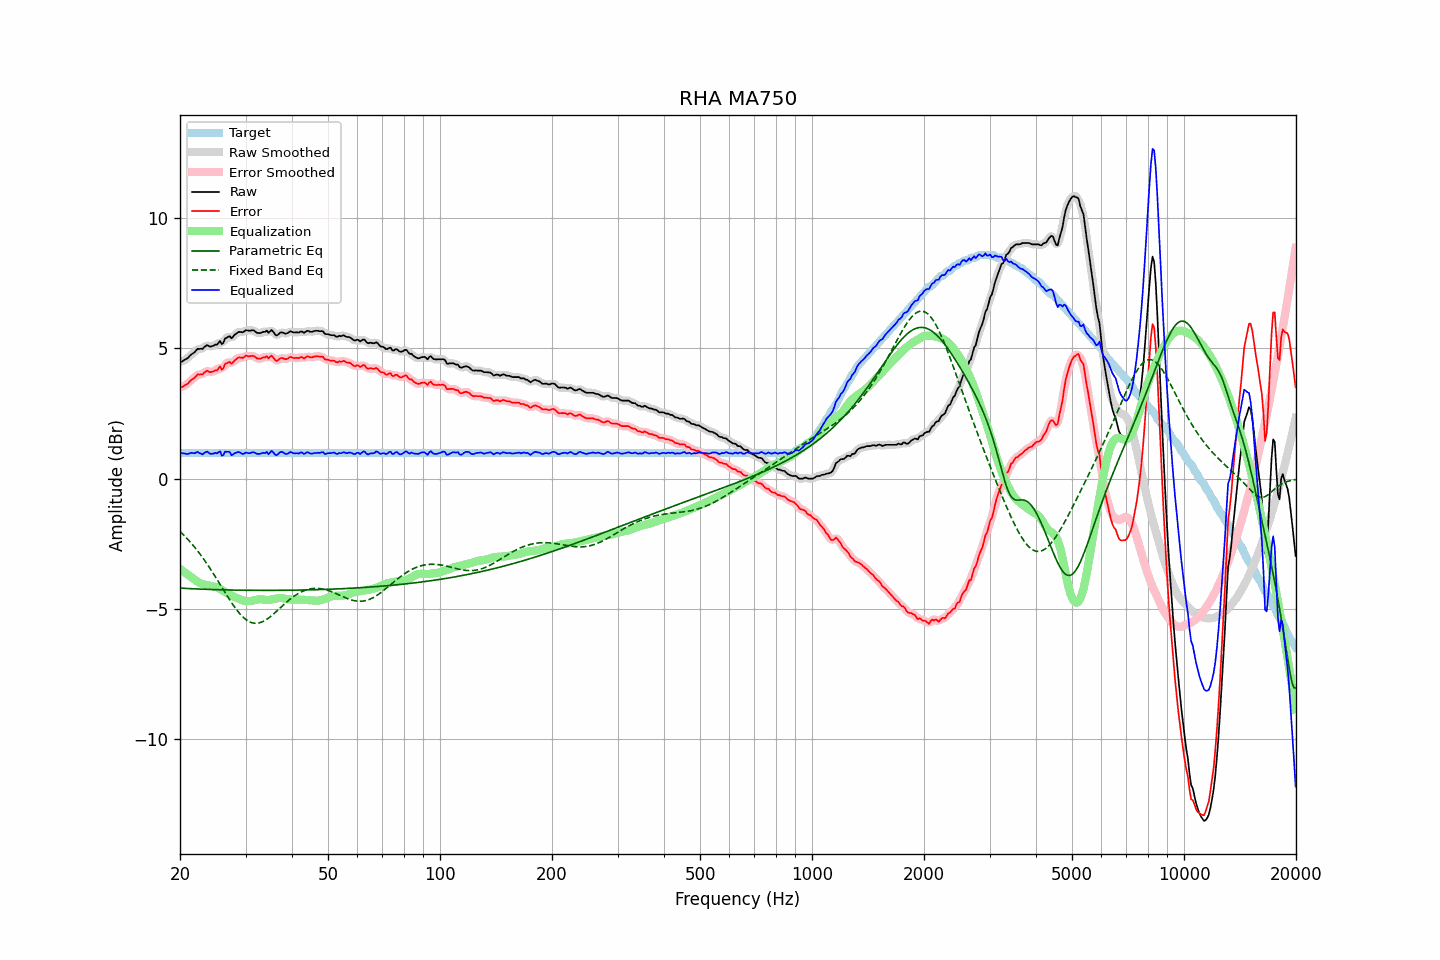 RHA MA750
Target
Raw Smoothed
Error Smoothed
Raw
Error
Equalization
Parametric Eq
Fixed Band Eq
Equalized
Amplitude (dBr)
10
5
0
−5
−10
20 50 100 200 500 1000 2000 5000 10000 20000
Frequency (Hz)